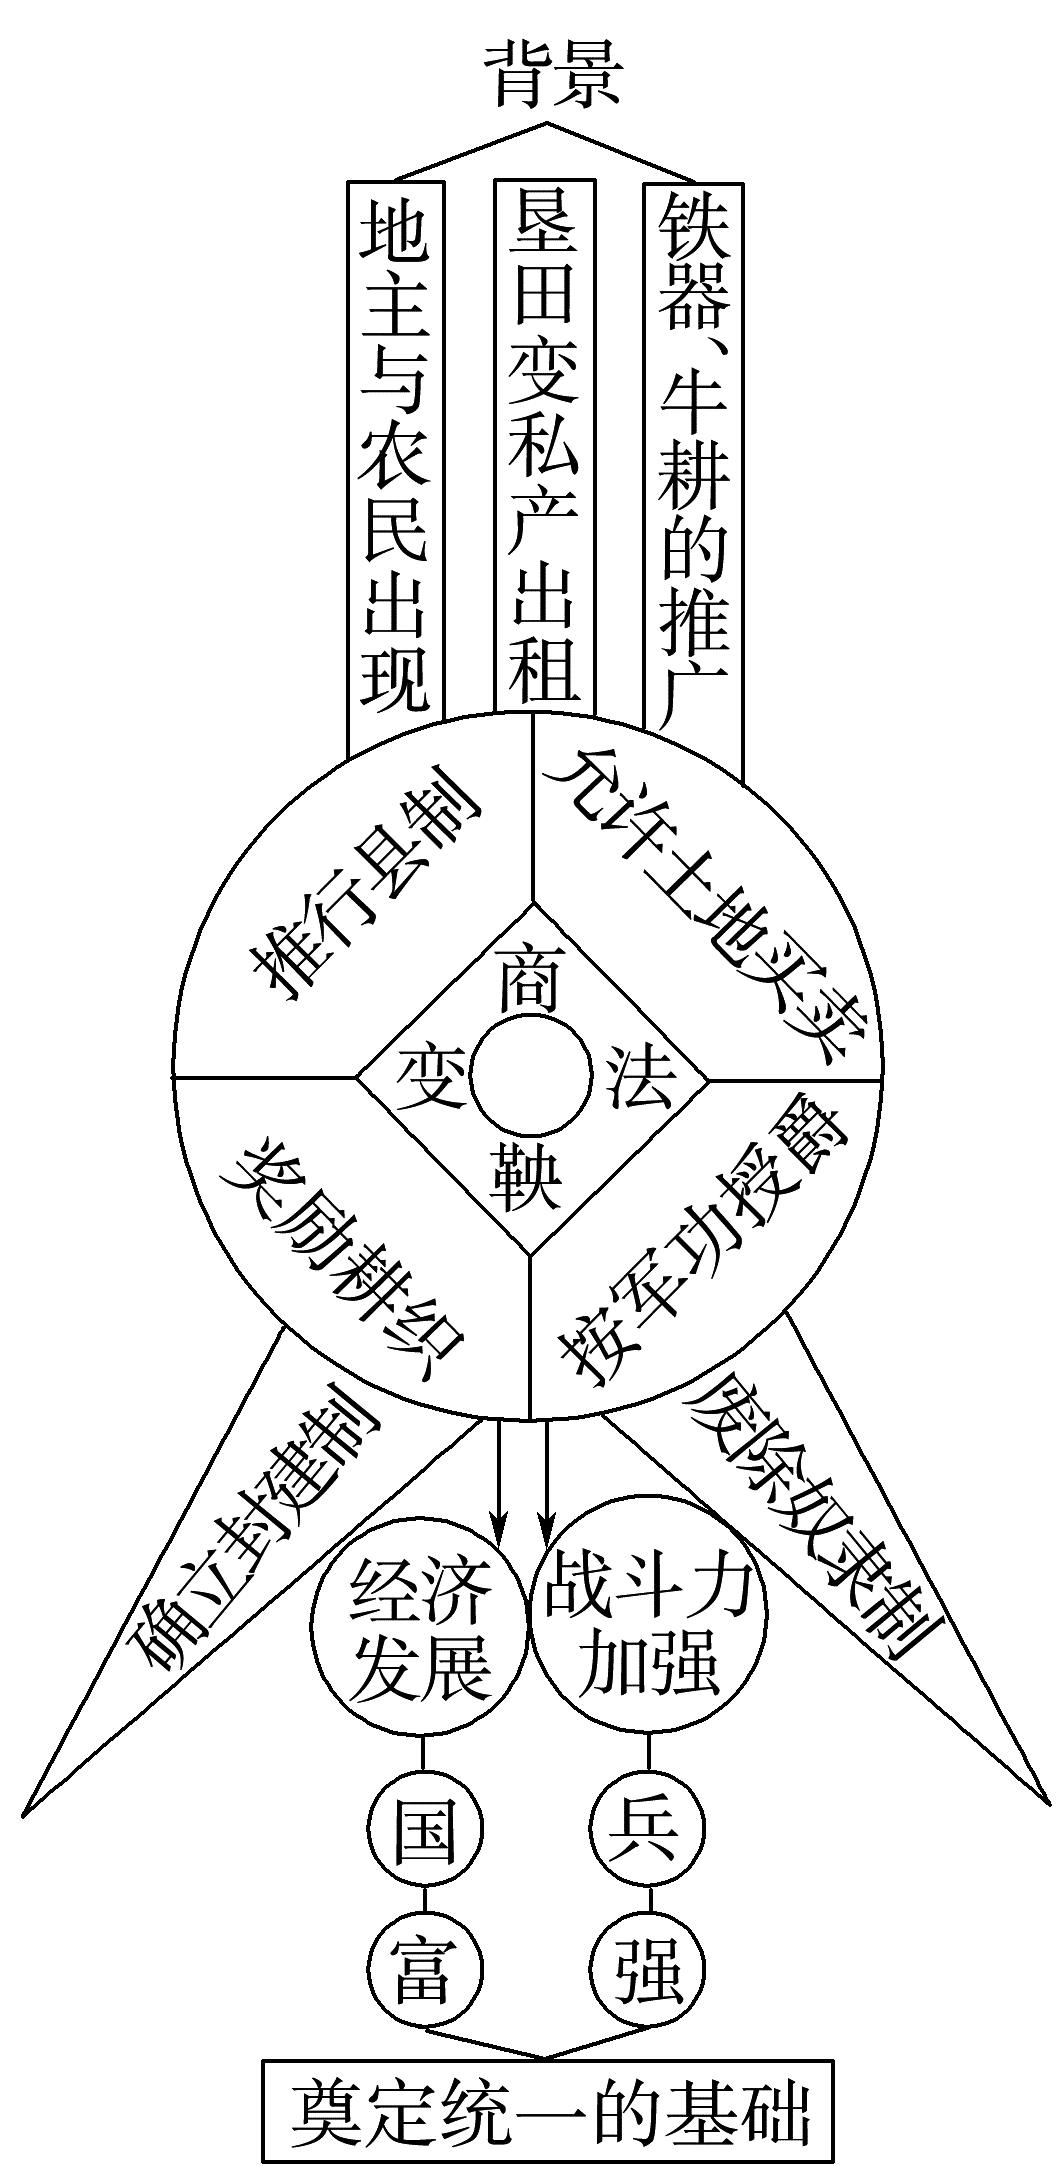 背景
地主与农民出现
垦田变私产出租
铁器、牛耕的推广
推行县制
允许土地买卖
商
变
法
鞅
奖励耕织
按军功授爵
确立封建制
废除奴隶制
经济
发展
战斗力
加强
国
兵
富
强
奠定统一的基础